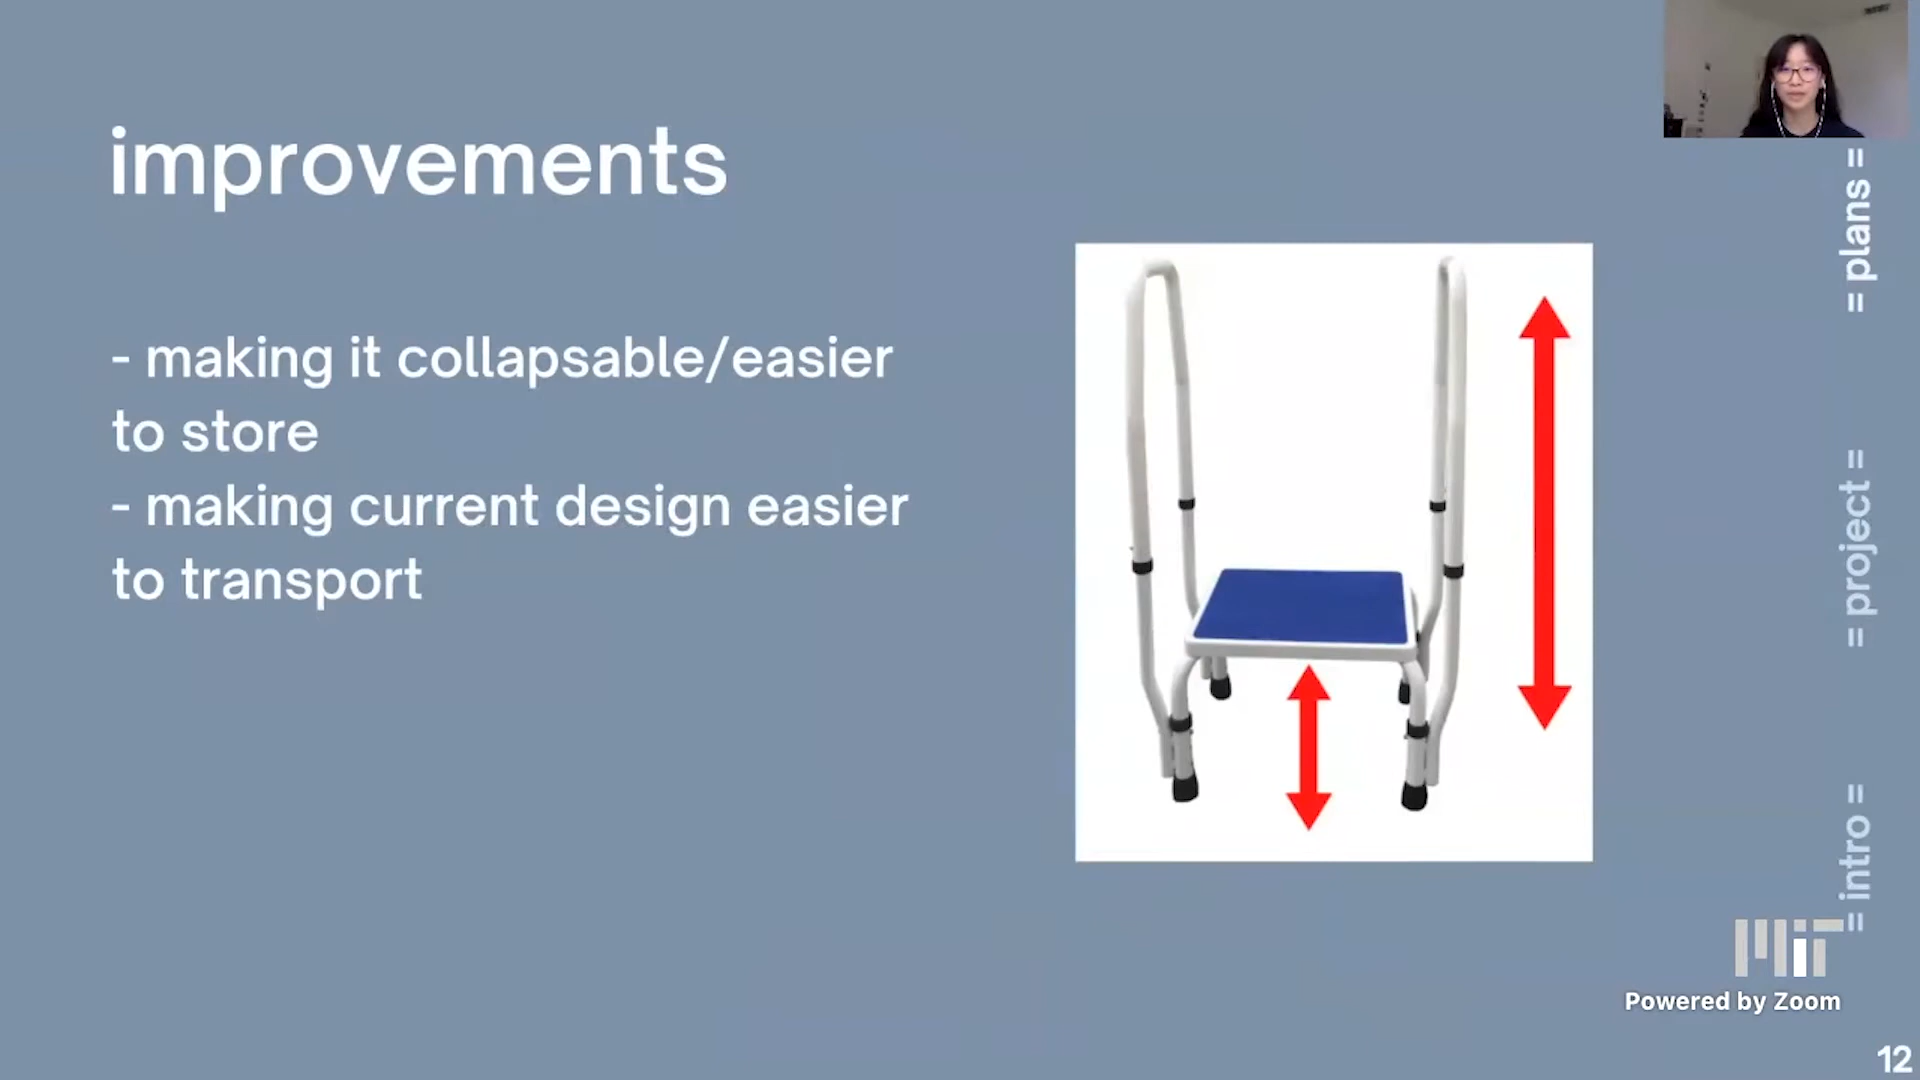 improvements
- making it collapsable/easier
to store
- making current design easier
to transport
= plans =
= project =
= intro =
MIT
Powered by Zoom
12